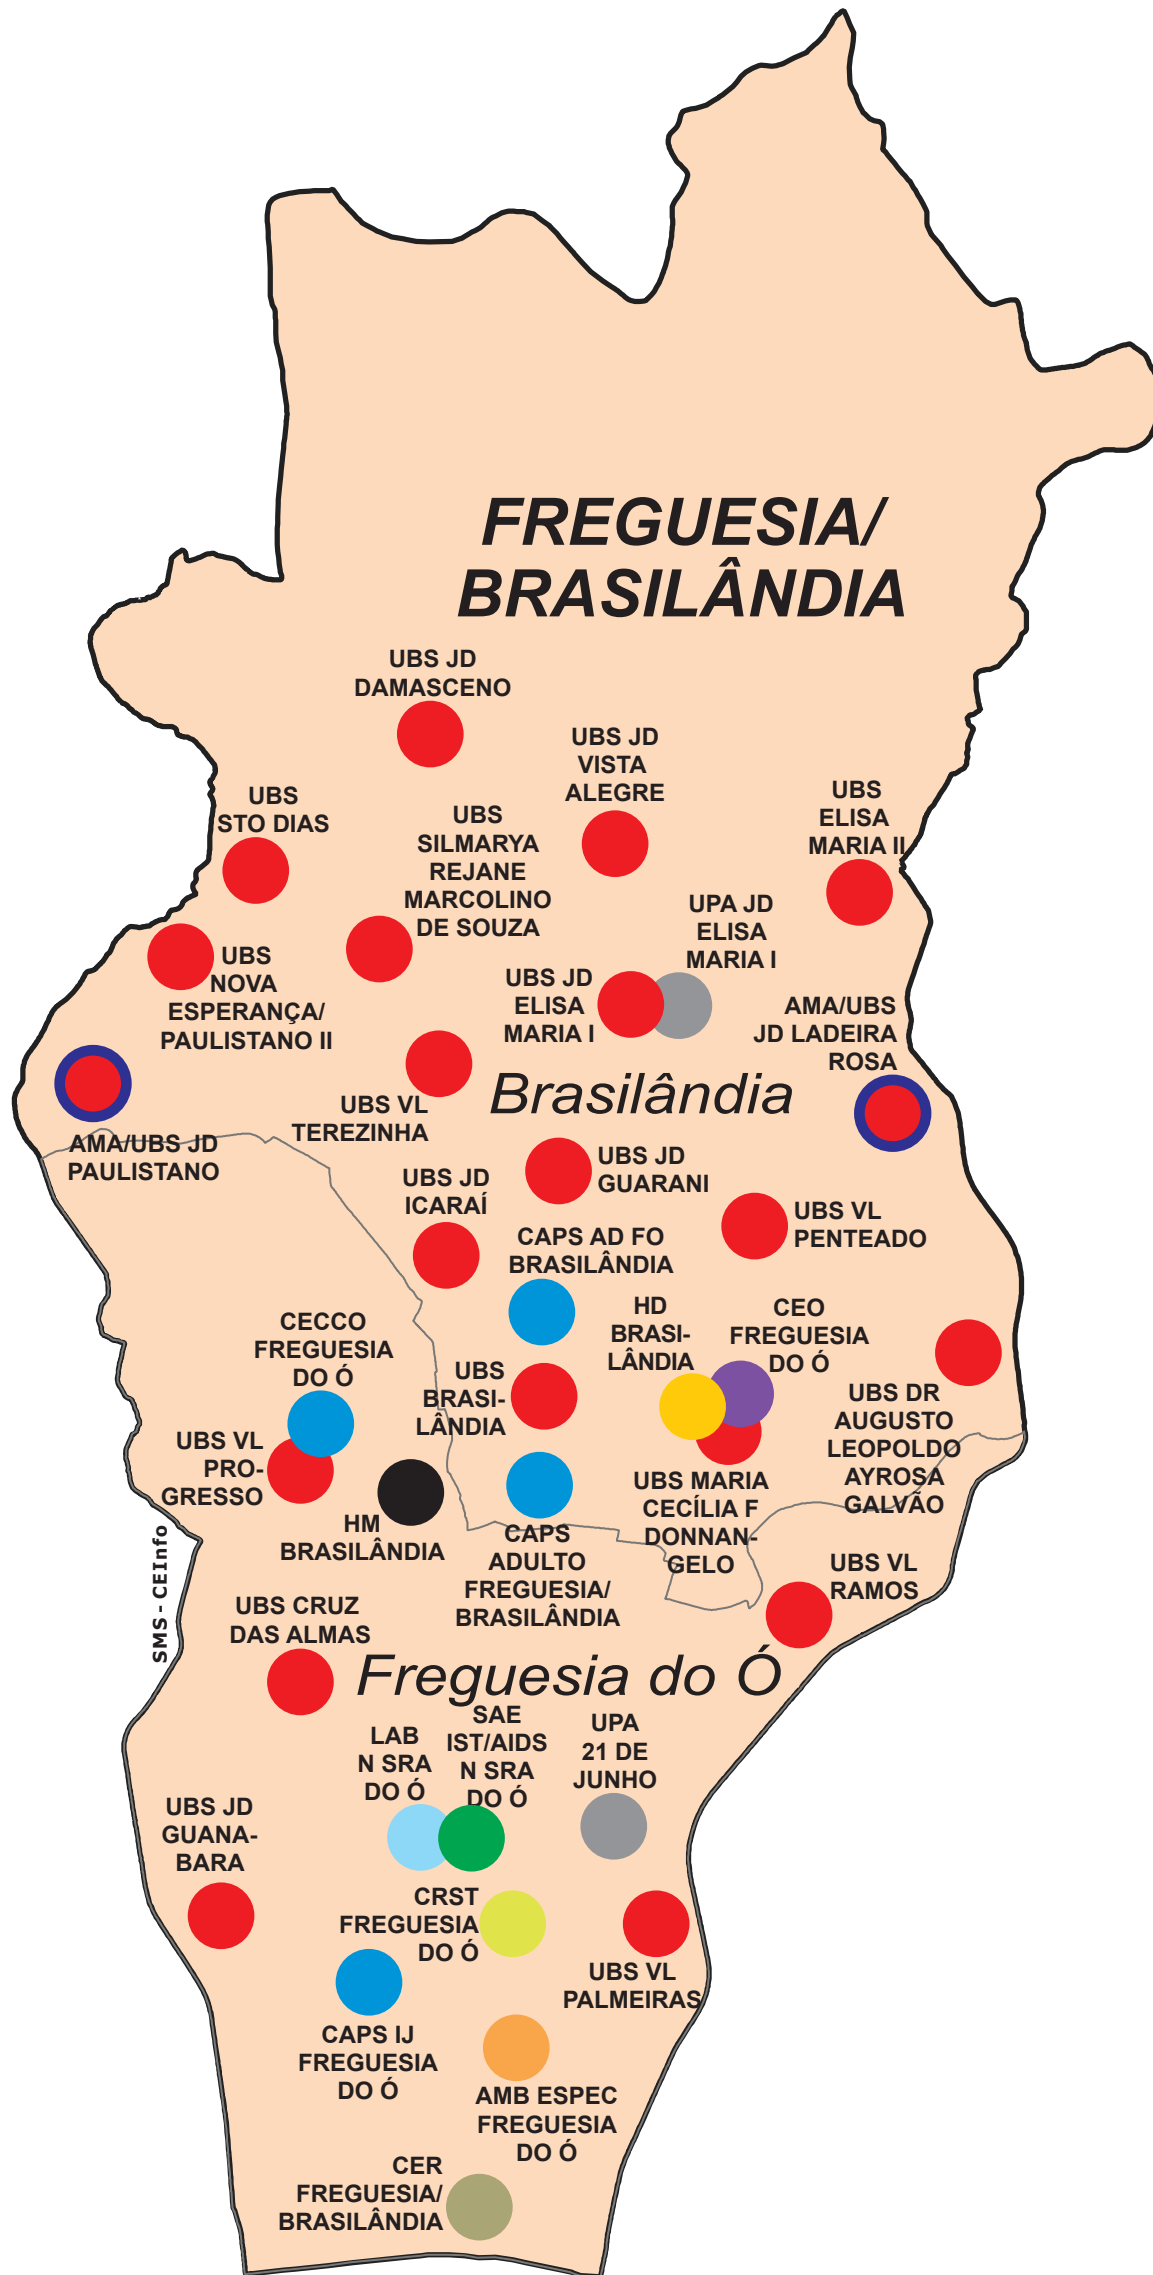 FREGUESIA/
BRASILÂNDIA
UBS JD
DAMASCENO
UBS JD
VISTA
ALEGRE
UBS
ELISA
MARIA II
UBS
STO DIAS
UBS
SILMARYA
REJANE
MARCOLINO
DE SOUZA
UPA JD
ELISA
MARIA I
UBS
NOVA
ESPERANÇA/
PAULISTANO II
UBS JD
ELISA
MARIA I
AMA/UBS
JD LADEIRA
ROSA
Brasilândia
UBS VL
TEREZINHA
AMA/UBS JD
PAULISTANO
UBS JD
GUARANI
UBS JD
ICARAÍ
UBS VL
PENTEADO
CAPS AD FO
BRASILÂNDIA
HD
BRASI-
LÂNDIA
CEO
FREGUESIA
DO Ó
CECCO
FREGUESIA
DO Ó
UBS
BRASI-
LÂNDIA
UBS DR
AUGUSTO
LEOPOLDO
AYROSA
GALVÃO
UBS VL
PRO-
GRESSO
UBS MARIA
CECÍLIA F
DONNAN-
GELO
HM
BRASILÂNDIA
CAPS
ADULTO
FREGUESIA/
BRASILÂNDIA
SMS - CEInfo
UBS VL
RAMOS
UBS CRUZ
DAS ALMAS
Freguesia do Ó
LAB
N SRA
DO Ó
SAE
IST/AIDS
N SRA
DO Ó
UPA
21 DE
JUNHO
UBS JD
GUANA-
BARA
CRST
FREGUESIA
DO Ó
UBS VL
PALMEIRAS
CAPS IJ
FREGUESIA
DO Ó
AMB ESPEC
FREGUESIA
DO Ó
CER
FREGUESIA/
BRASILÂNDIA